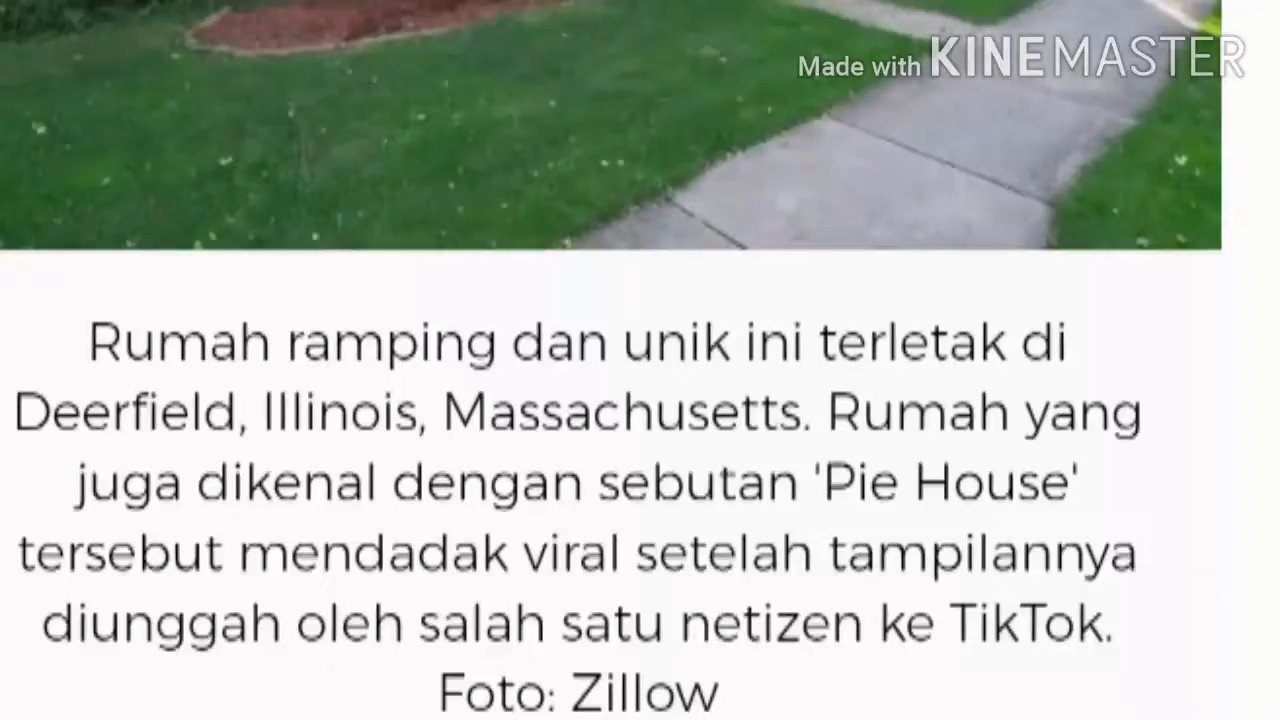 Made with KINEMASTER
Rumah ramping dan unik ini terletak di
Deerfield, Illinois, Massachusetts. Rumah yang
juga dikenal dengan sebutan 'Pie House'
tersebut mendadak viral setelah tampilannya
diunggah oleh salah satu netizen ke TikTok.
Foto: Zillow